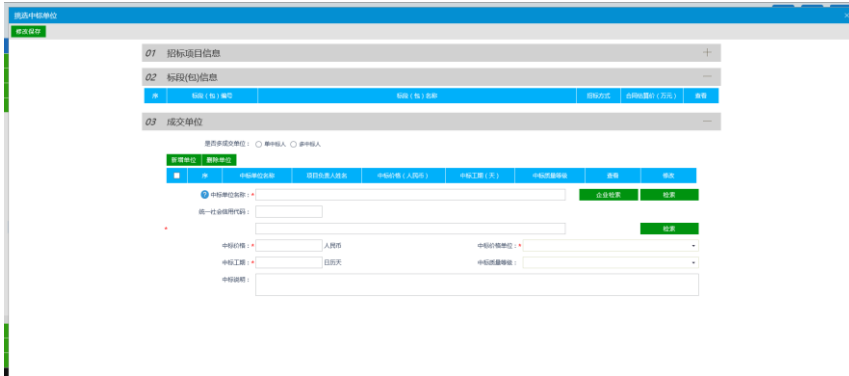 挑选中标单位
修改保存
01 招标项目信息
02 标段(包)信息
序 标段（包）编号 标段（包）名称 招标方式 合同估算价（万元） 查看
03 成交单位
是否多成交单位： 单中标人 多中标人
新增单位 删除单位
序 中标单位名称 项目负责人姓名 中标价格（人民币） 中标工期（天） 中标质量等级 查看 修改
? 中标单位名称：* 企业检索 检索
统一社会信用代码：
* 检索
中标价格：* 人民币 中标价格单位：*
中标工期：* 日历天 中标质量等级：
中标说明：